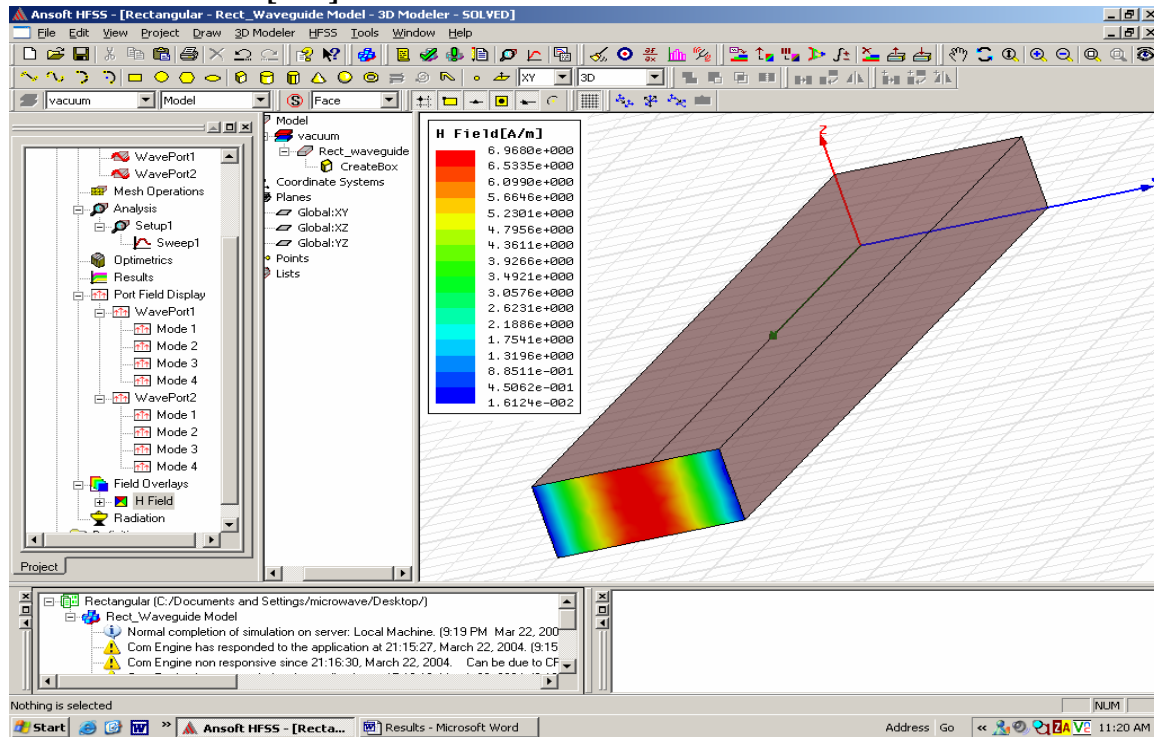 Ansoft HFSS - [Rectangular - Rect_Waveguide Model - 3D Modeler - SOLVED]
File Edit View Project Draw 3D Modeler HFSS Tools Window Help
XY 3D
vacuum Model Face
WavePort1
WavePort2
Mesh Operations
Analysis
Setup1
Sweep1
Optimetrics
Results
Port Field Display
WavePort1
Mode 1
Mode 2
Mode 3
Mode 4
WavePort2
Mode 1
Mode 2
Mode 3
Mode 4
Field Overlays
H Field
Radiation
Project
Model
vacuum
Rect_waveguide
CreateBox
Coordinate Systems
Planes
Global:XY
Global:XZ
Global:YZ
Points
Lists
H Field[A/m]
6.9680e+000
6.5335e+000
6.0990e+000
5.6646e+000
5.2301e+000
4.7956e+000
4.3611e+000
3.9266e+000
3.4921e+000
3.0576e+000
2.6231e+000
2.1886e+000
1.7541e+000
1.3196e+000
8.8511e-001
4.5062e-001
1.6124e-002
Z
Rectangular (C:/Documents and Settings/microwave/Desktop/)
Rect_Waveguide Model
Normal completion of simulation on server: Local Machine. (9:19 PM Mar 22, 200
Com Engine has responded to the application at 21:15:27, March 22, 2004. (9:15
Com Engine non responsive since 21:16:30, March 22, 2004. Can be due to CF
Nothing is selected
NUM
Start
Ansoft HFSS - [Recta...
Results - Microsoft Word
Address Go
11:20 AM